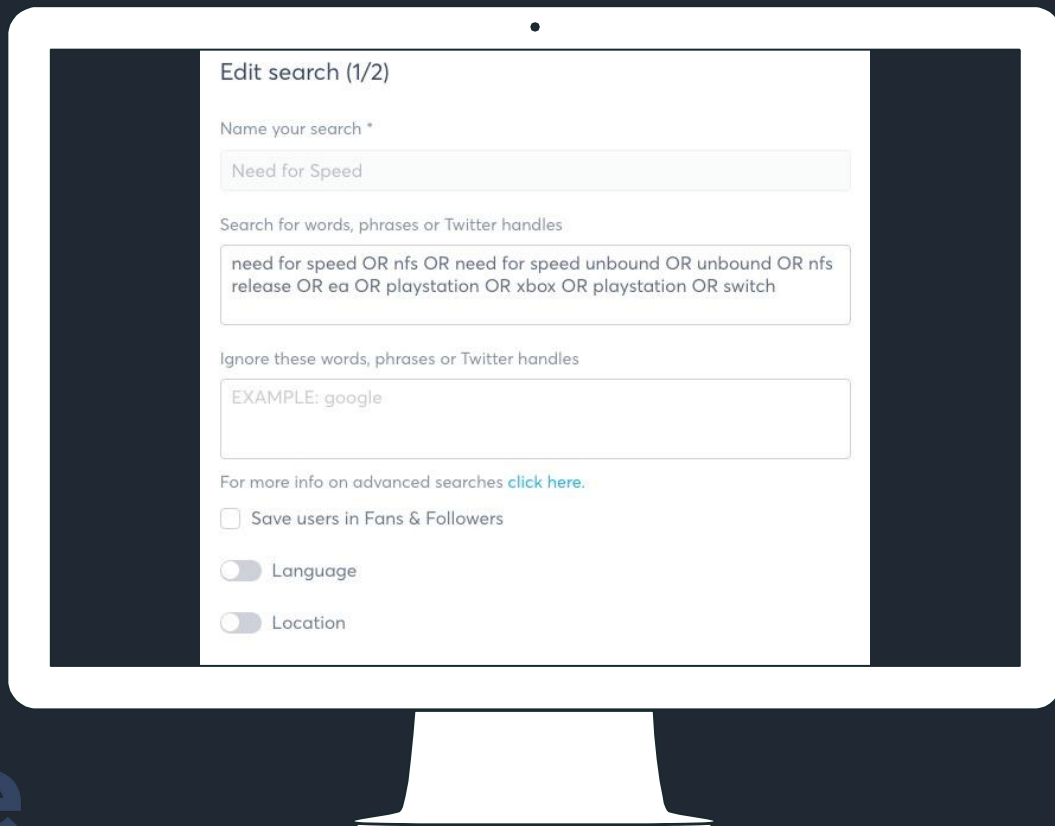 Edit search (1/2)
Name your search *
Need for Speed
Search for words, phrases or Twitter handles
need for speed OR nfs OR need for speed unbound OR unbound OR nfs
release OR ea OR playstation OR xbox OR playstation OR switch
Ignore these words, phrases or Twitter handles
EXAMPLE: google
For more info on advanced searches click here.
Save users in Fans & Followers
Language
Location